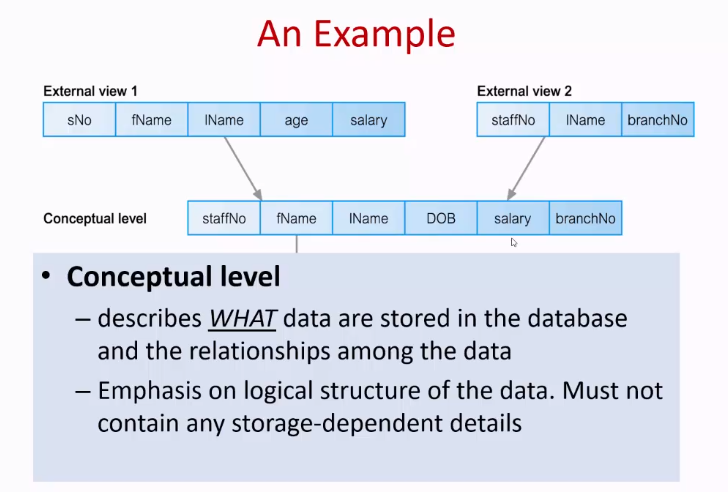 An Example
External view 1
External view 2
sNo fName lName age salary
staffNo lName branchNo
Conceptual level
staffNo fName lName DOB salary branchNo
• Conceptual level
– describes WHAT data are stored in the database
and the relationships among the data
– Emphasis on logical structure of the data. Must not
contain any storage-dependent details